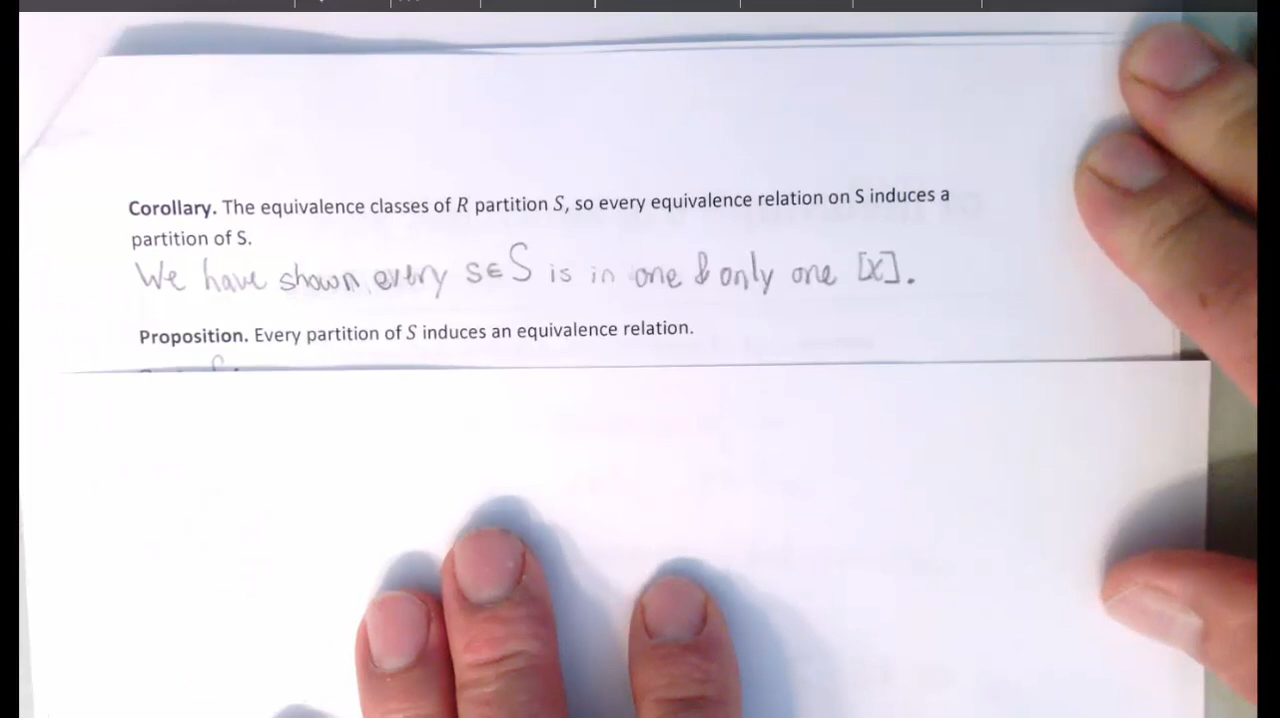 Corollary. The equivalence classes of R partition S, so every equivalence relation on S induces a
partition of S.
We have shown every s∈S is in one & only one [x].
Proposition. Every partition of S induces an equivalence relation.